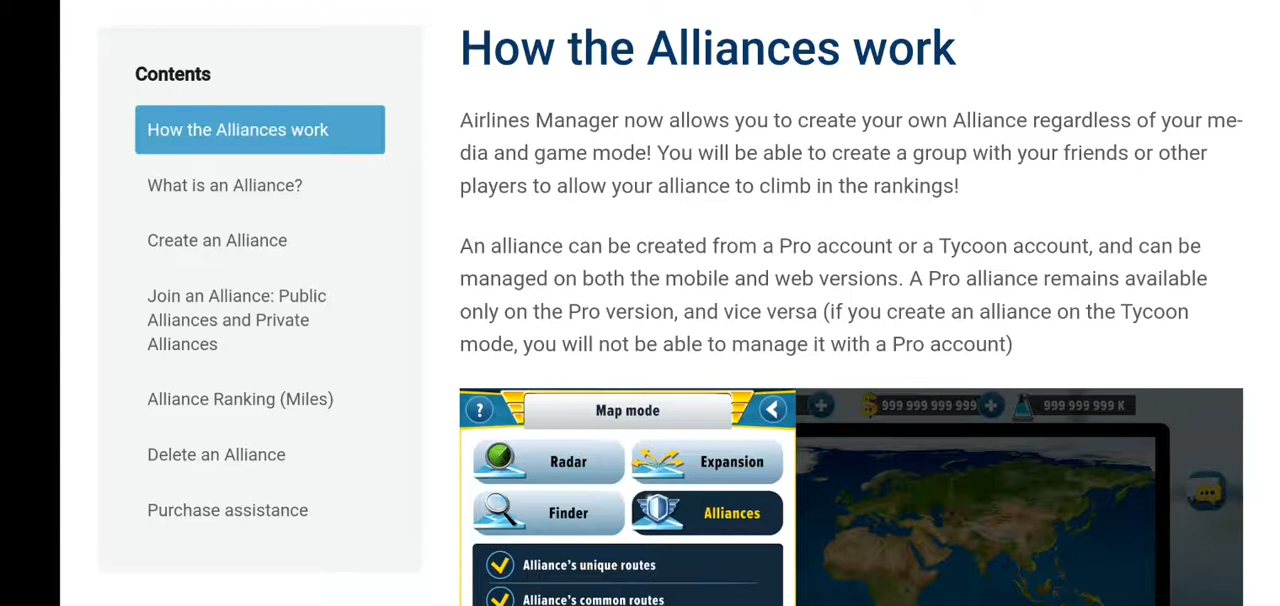 Contents
How the Alliances work
What is an Alliance?
Create an Alliance
Join an Alliance: Public
Alliances and Private
Alliances
Alliance Ranking (Miles)
Delete an Alliance
Purchase assistance
How the Alliances work
Airlines Manager now allows you to create your own Alliance regardless of your me-
dia and game mode! You will be able to create a group with your friends or other
players to allow your alliance to climb in the rankings!
An alliance can be created from a Pro account or a Tycoon account, and can be
managed on both the mobile and web versions. A Pro alliance remains available
only on the Pro version, and vice versa (if you create an alliance on the Tycoon
mode, you will not be able to manage it with a Pro account)
? Map mode
999 999 999 999
999 999 999 K
Radar
Expansion
Finder
Alliances
Alliance's unique routes
Alliance's common routes